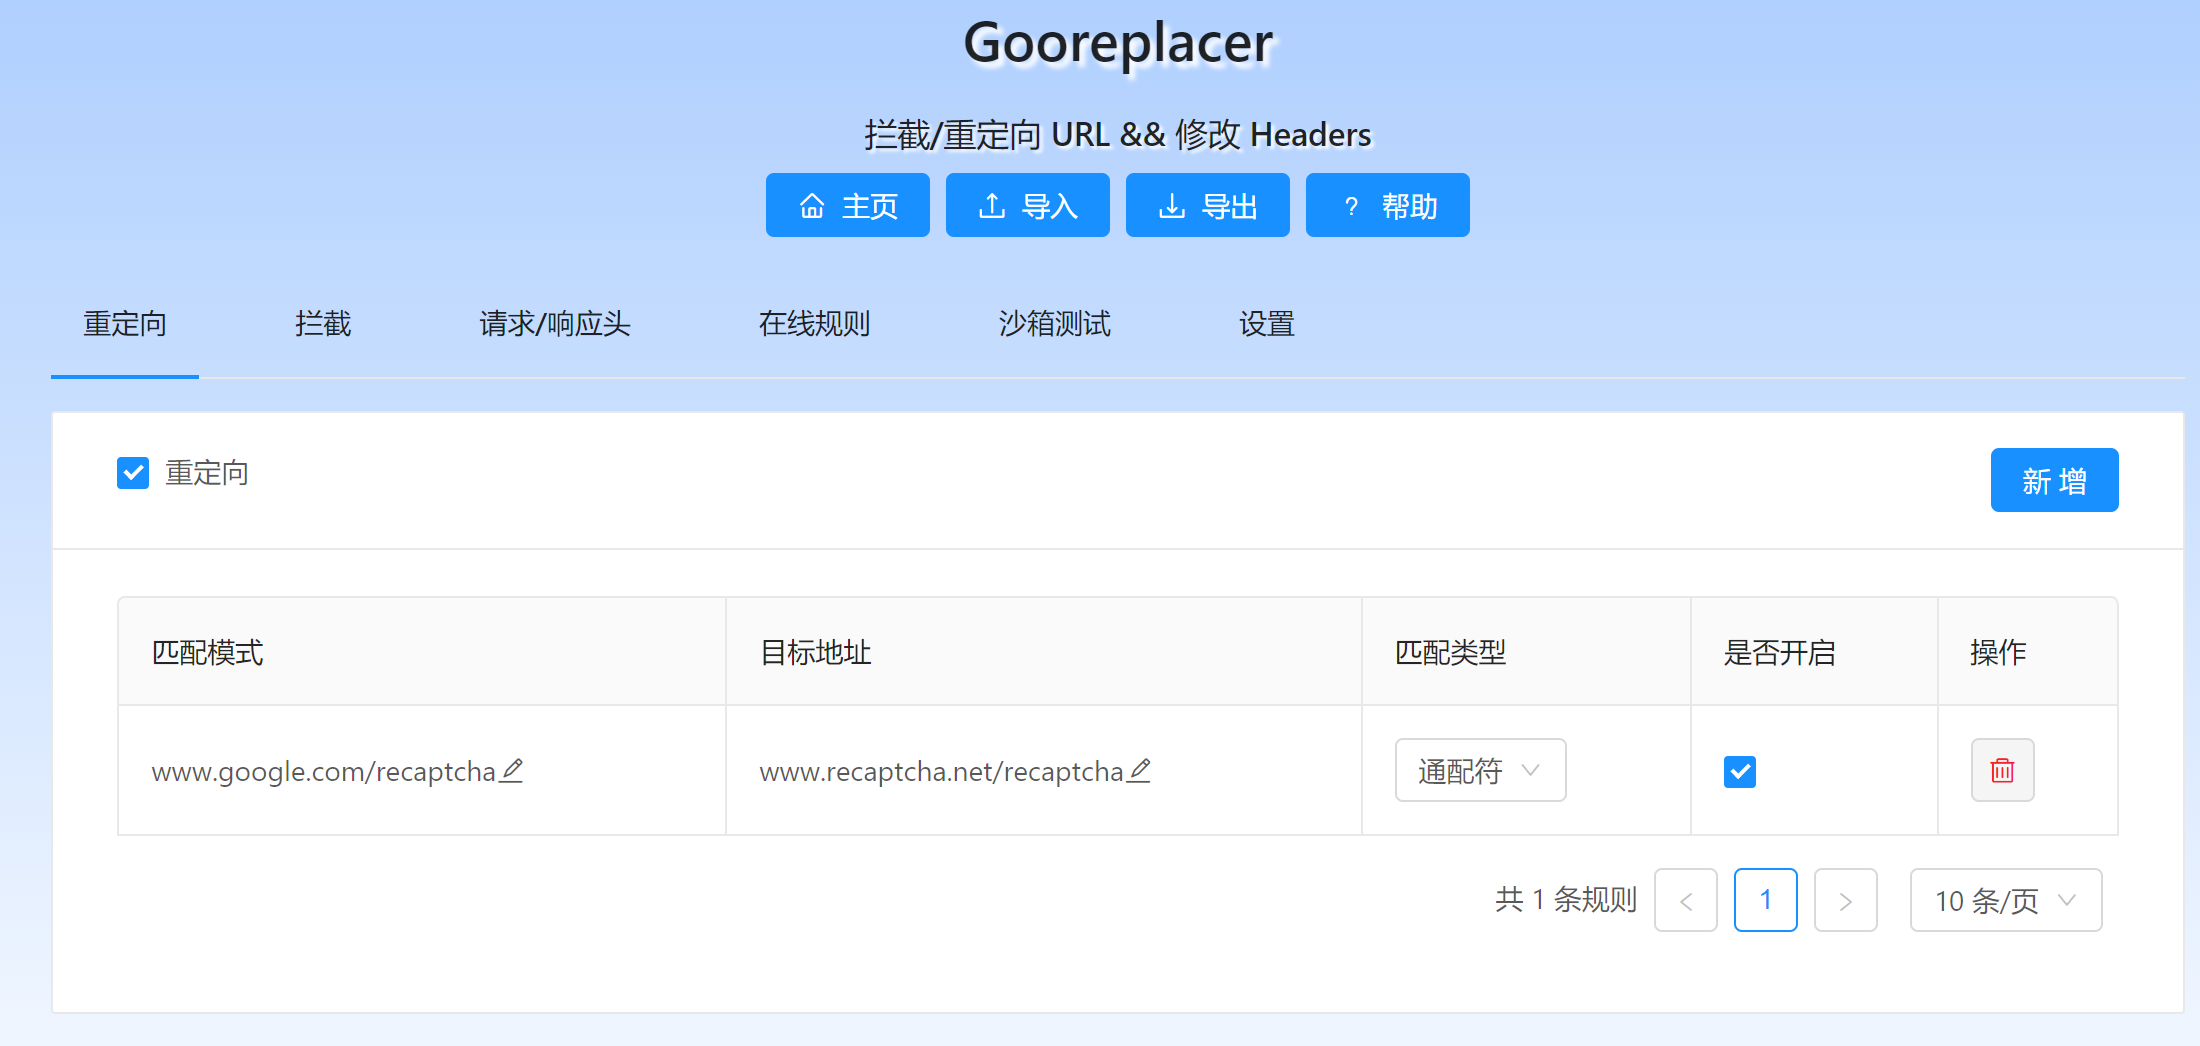 Gooreplacer
拦截/重定向 URL && 修改 Headers
主页 导入 导出 ? 帮助
重定向 拦截 请求/响应头 在线规则 沙箱测试 设置
重定向 新 增
匹配模式 目标地址 匹配类型 是否开启 操作
www.google.com/recaptcha www.recaptcha.net/recaptcha 通配符
共 1 条规则 < 1 > 10 条/页